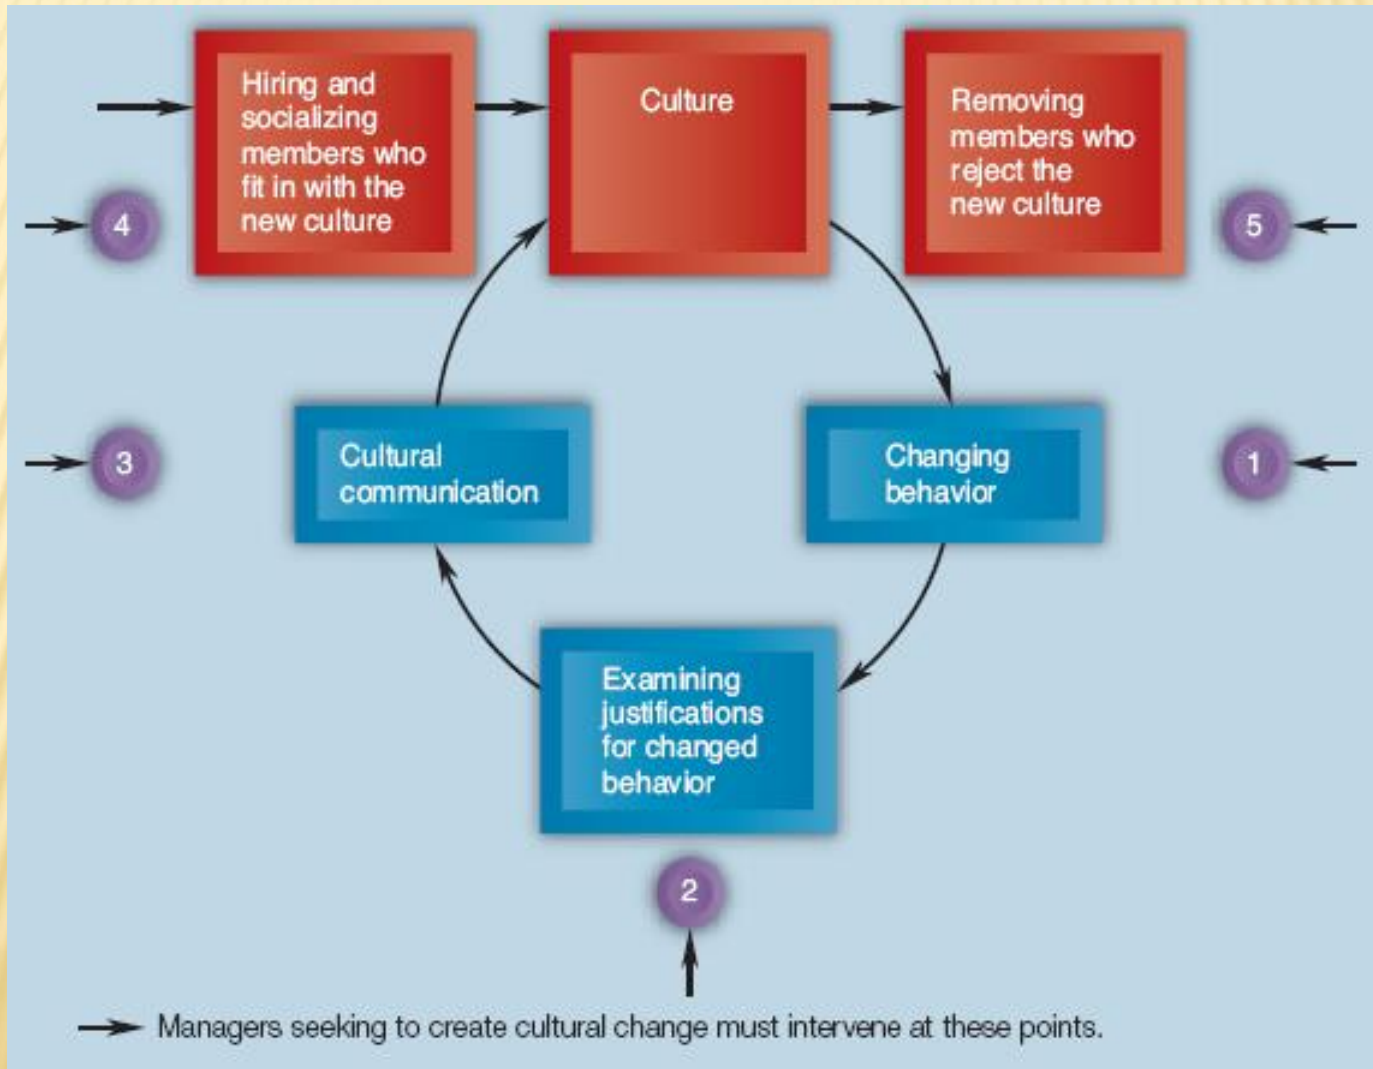 Hiring and
socializing
members who
fit in with the
new culture
Culture
Removing
members who
reject the
new culture
4
5
Cultural
communication
Changing
behavior
3
1
Examining
justifications
for changed
behavior
2
Managers seeking to create cultural change must intervene at these points.